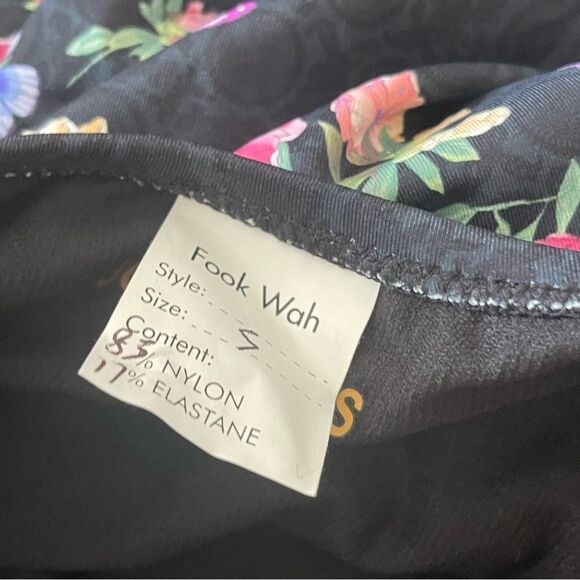 Fook Wah
Style:
Size: S
Content:
83% NYLON
17% ELASTANE
S